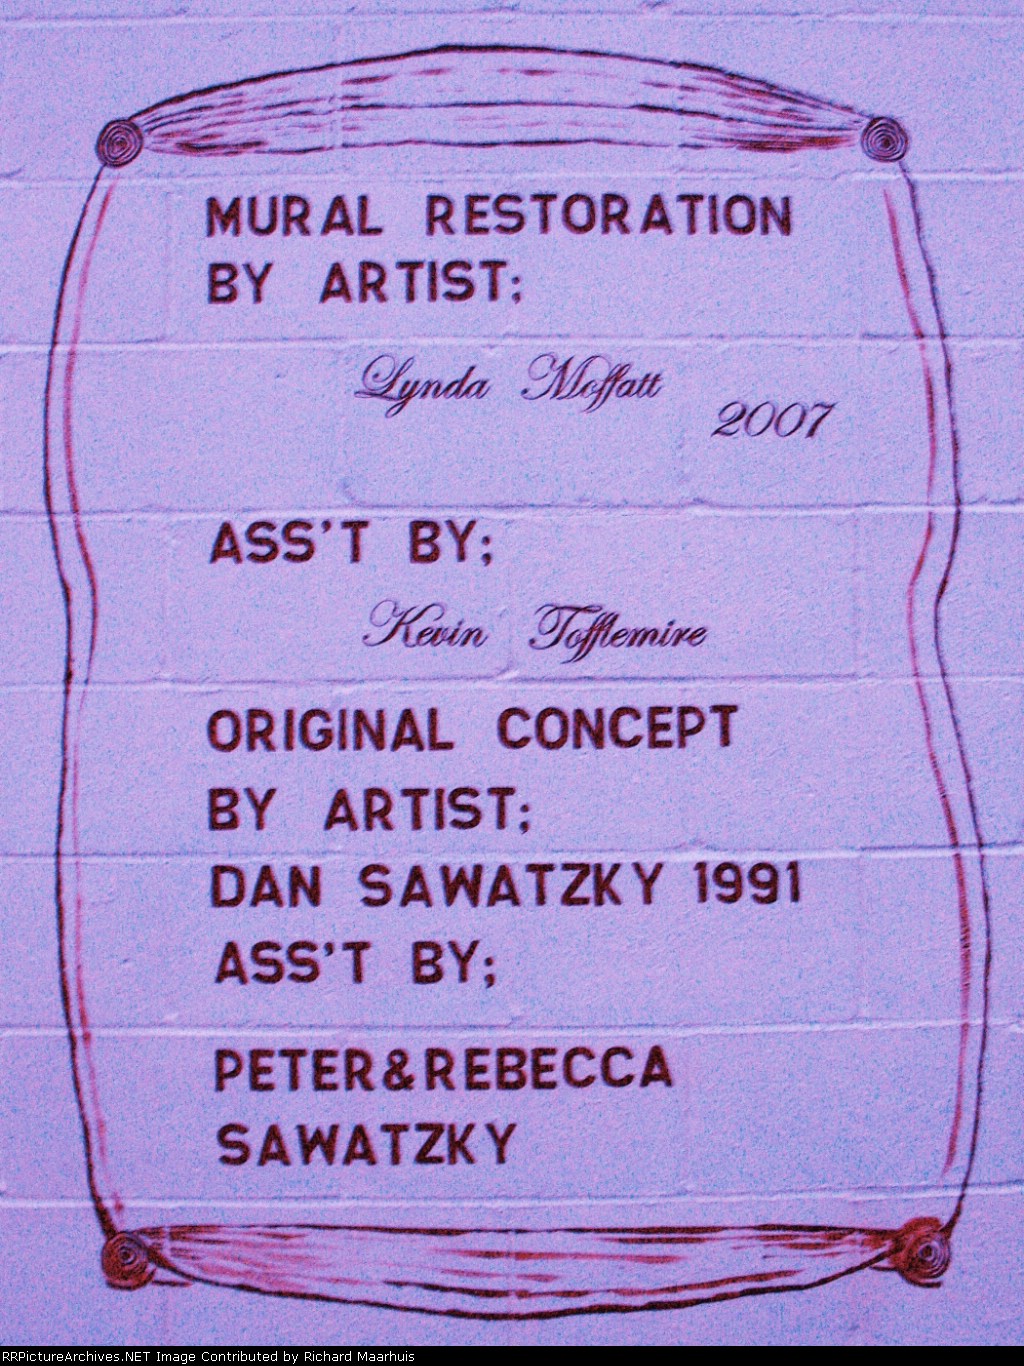 MURAL RESTORATION
BY ARTIST;
Lynda Moffatt
2007
ASS'T BY;
Kevin Tofflemire
ORIGINAL CONCEPT
BY ARTIST;
DAN SAWATZKY 1991
ASS'T BY;
PETER&REBECCA
SAWATZKY
RRPictureArchives.NET Image Contributed by Richard Maarhuis